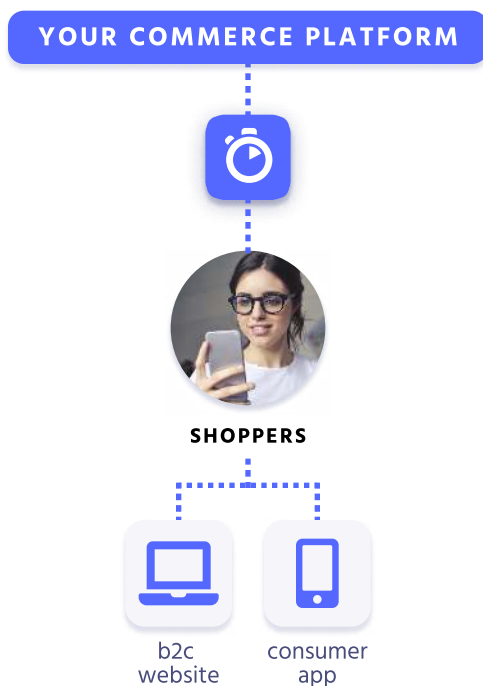 YOUR COMMERCE PLATFORM
SHOPPERS
b2c
website
consumer
app